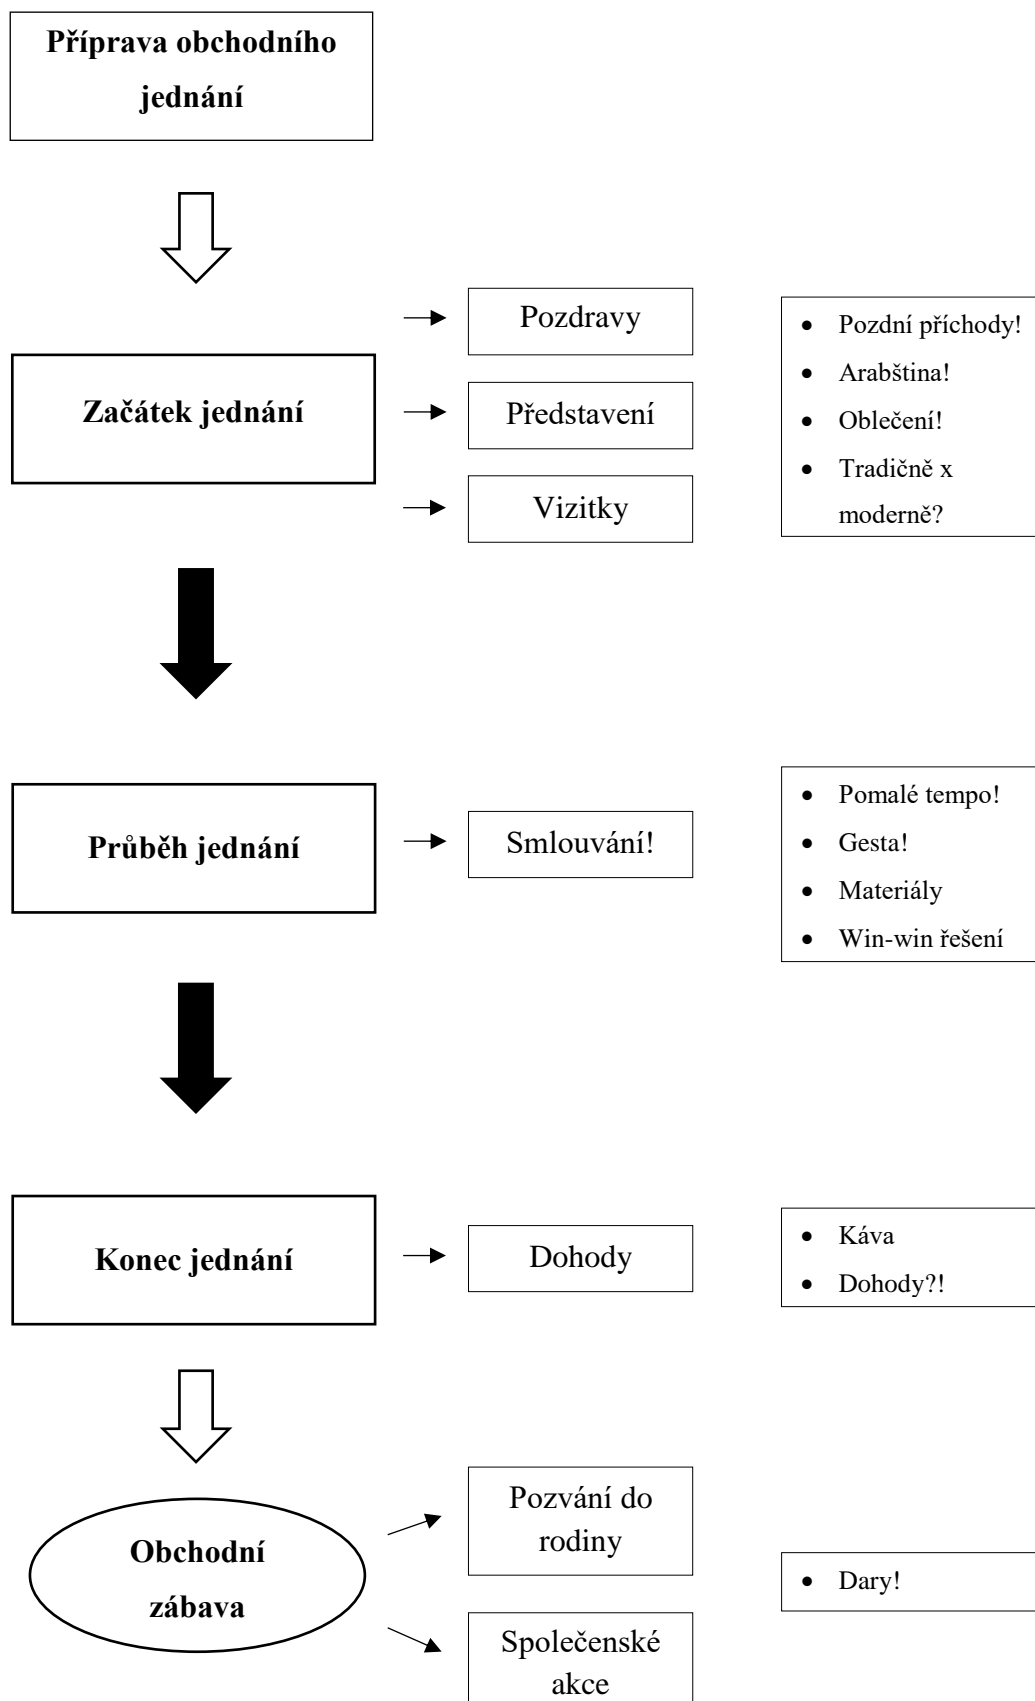 Příprava obchodního
jednání
Začátek jednání
Pozdravy
Představení
Vizitky
• Pozdní příchody!
• Arabština!
• Oblečení!
• Tradičně x
moderně?
Průběh jednání
Smlouvání!
• Pomalé tempo!
• Gesta!
• Materiály
• Win-win řešení
Konec jednání
Dohody
• Káva
• Dohody?!
Obchodní
zábava
Pozvání do
rodiny
Společenské
akce
• Dary!